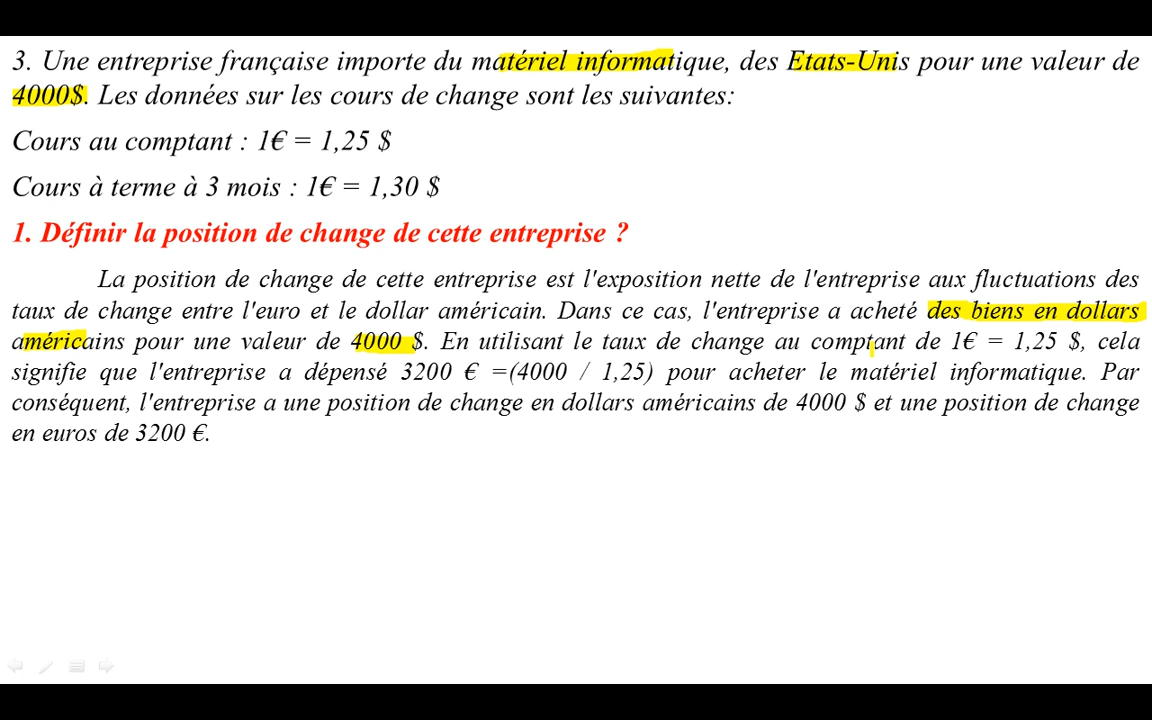 3. Une entreprise française importe du matériel informatique, des Etats-Unis pour une valeur de
4000$. Les données sur les cours de change sont les suivantes:
Cours au comptant : 1€ = 1,25 $
Cours à terme à 3 mois : 1€ = 1,30 $
1. Définir la position de change de cette entreprise ?
La position de change de cette entreprise est l'exposition nette de l'entreprise aux fluctuations des
taux de change entre l'euro et le dollar américain. Dans ce cas, l'entreprise a acheté des biens en dollars
américains pour une valeur de 4000 $. En utilisant le taux de change au comptant de 1€ = 1,25 $, cela
signifie que l'entreprise a dépensé 3200 € =(4000 / 1,25) pour acheter le matériel informatique. Par
conséquent, l'entreprise a une position de change en dollars américains de 4000 $ et une position de change
en euros de 3200 €.